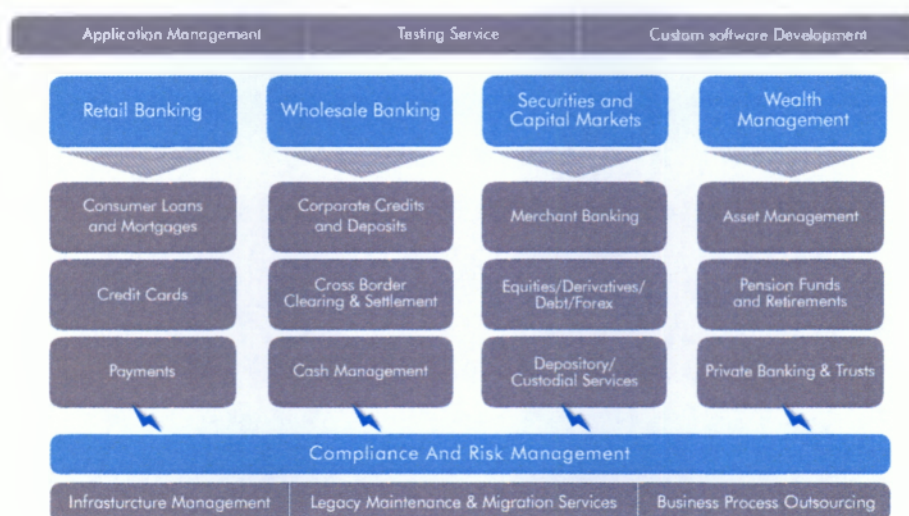 Application Management
Testing Service
Custom software Development
Retail Banking
Wholesale Banking
Securities and
Capital Markets
Wealth
Management
Consumer Loans
and Mortgages
Corporate Credits
and Deposits
Merchant Banking
Asset Management
Credit Cards
Cross Border
Clearing & Settlement
Equities/Derivatives/
Debt/Forex
Pension Funds
and Retirements
Payments
Cash Management
Depository/
Custodial Services
Private Banking & Trusts
Compliance And Risk Management
Infrasturcture Management
Legacy Maintenance & Migration Services
Business Process Outsourcing